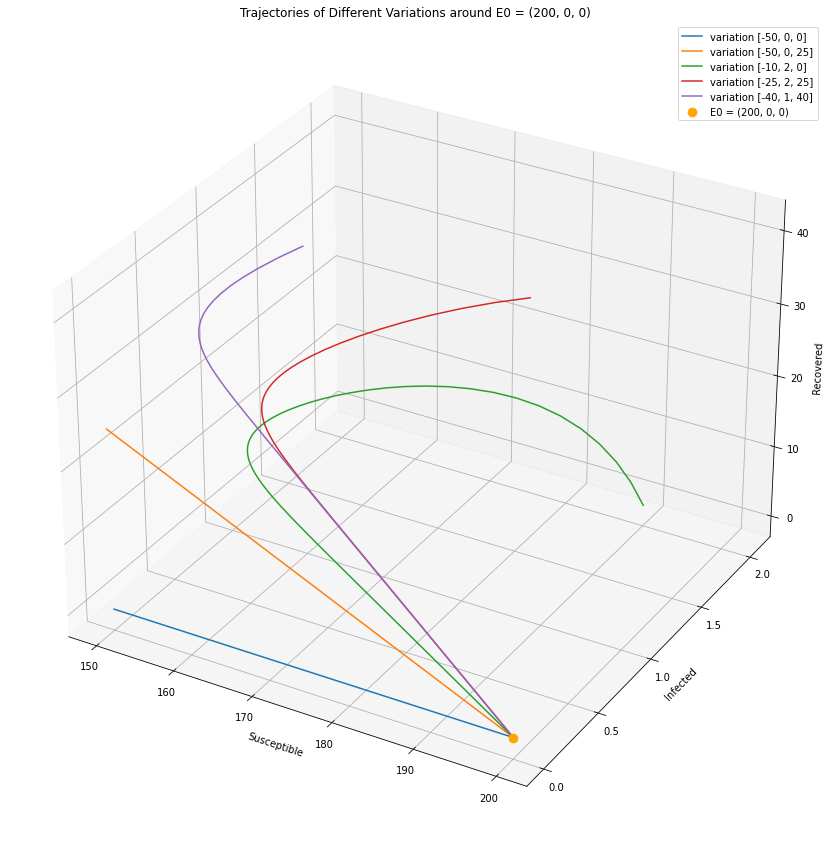 Trajectories of Different Variations around E0 = (200, 0, 0)
variation [-50, 0, 0]
variation [-50, 0, 25]
variation [-10, 2, 0]
variation [-25, 2, 25]
variation [-40, 1, 40]
E0 = (200, 0, 0)
40
30
20
10
0
Recovered
2.0
1.5
1.0
0.5
0.0
Infected
150
160
170
180
190
200
Susceptible